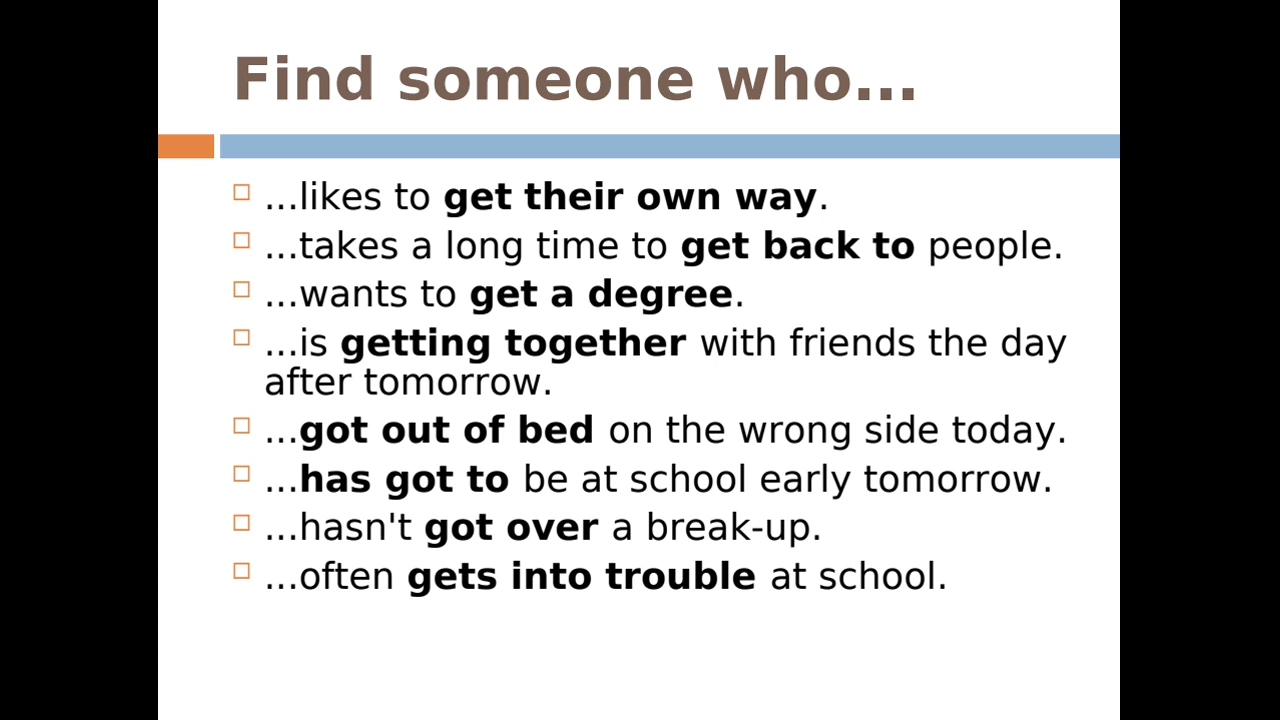 Find someone who...
...likes to get their own way.
...takes a long time to get back to people.
...wants to get a degree.
...is getting together with friends the day
after tomorrow.
...got out of bed on the wrong side today.
...has got to be at school early tomorrow.
...hasn't got over a break-up.
...often gets into trouble at school.